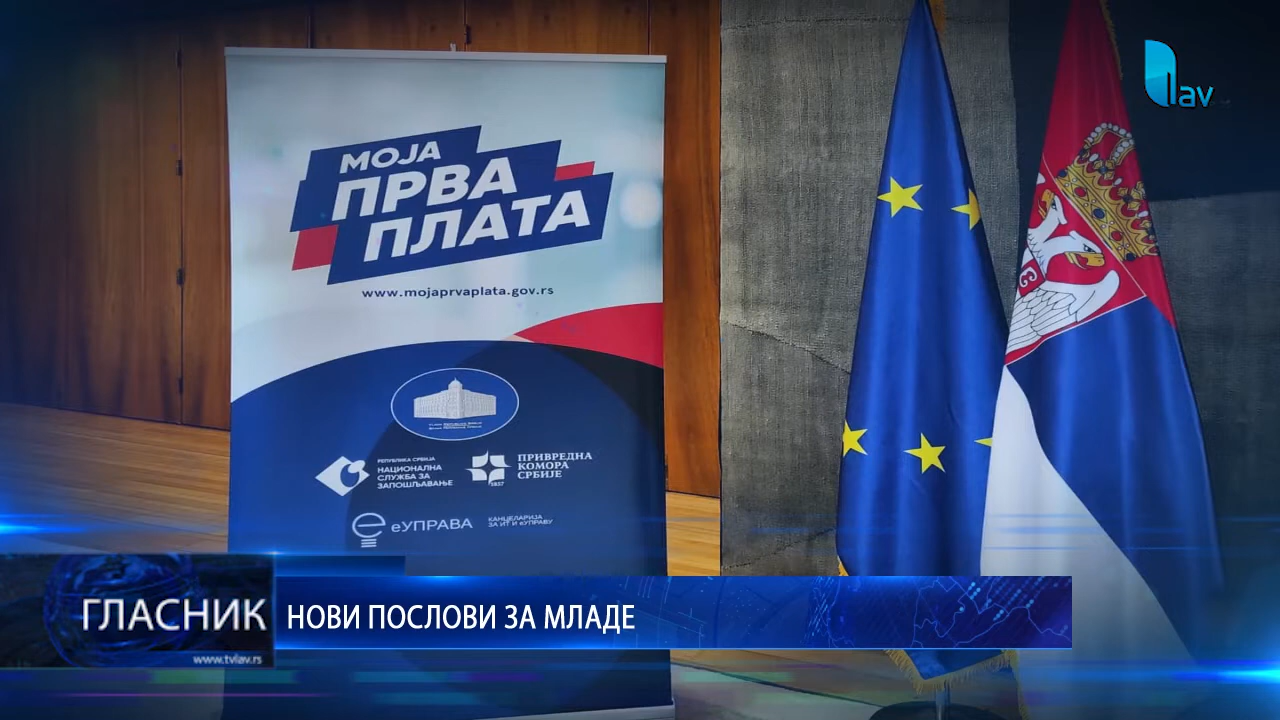 lav
МОЈА
ПРВА
ПЛАТА
www.mojaprvaplata.gov.rs
РЕПУБЛИКА СРБИЈА
НАЦИОНАЛНА
СЛУЖБА ЗА
ЗАПОШЉАВАЊЕ
ПРИВРЕДНА
КОМОРА
СРБИЈЕ
1857
еУПРАВА
КАНЦЕЛАРИЈА
ЗА ИТ И еУПРАВУ
ГЛАСНИК
www.tvlav.rs
НОВИ ПОСЛОВИ ЗА МЛАДЕ